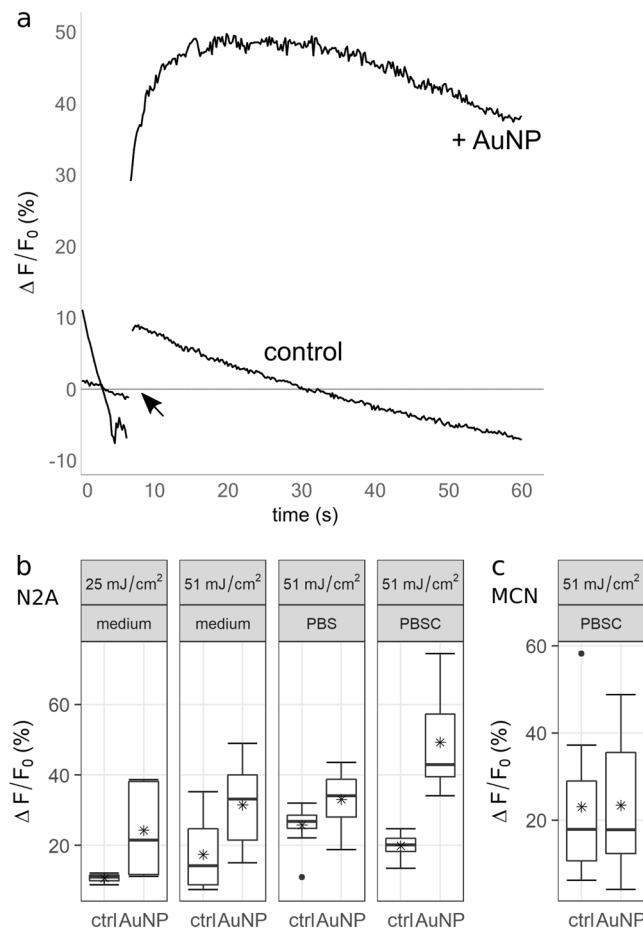 a
50
40
30
20
10
0
-10
Δ F/F₀ (%)
+ AuNP
control
0 10 20 30 40 50 60
time (s)
b
N2A
25 mJ/cm² 51 mJ/cm² 51 mJ/cm² 51 mJ/cm²
medium medium PBS PBSC
60
40
20
Δ F/F₀ (%)
ctrl AuNP ctrl AuNP ctrl AuNP ctrl AuNP
c
MCN
51 mJ/cm²
PBSC
60
40
20
Δ F/F₀ (%)
ctrl AuNP